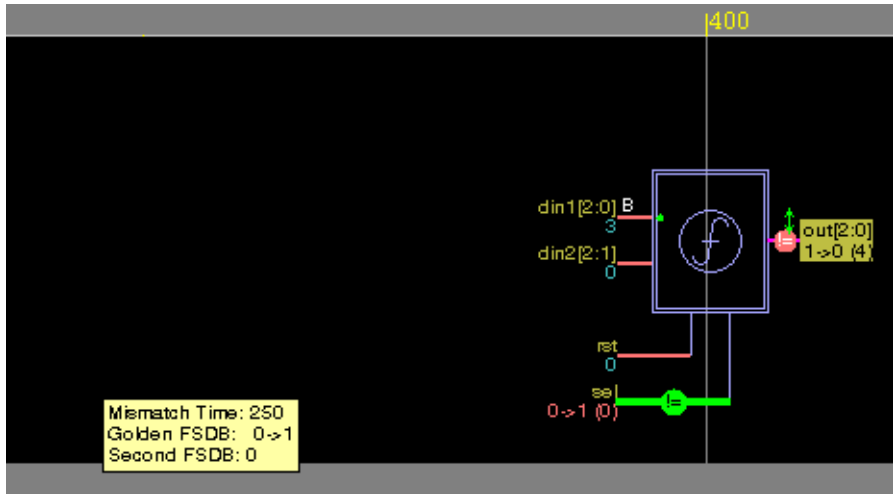 400
din1[2:0] B
3
din2[2:1]
0
!=
out[2:0]
1->0 (4)
rst
0
sel
0->1 (0)
!=
Mismatch Time: 250
Golden FSDB: 0->1
Second FSDB: 0